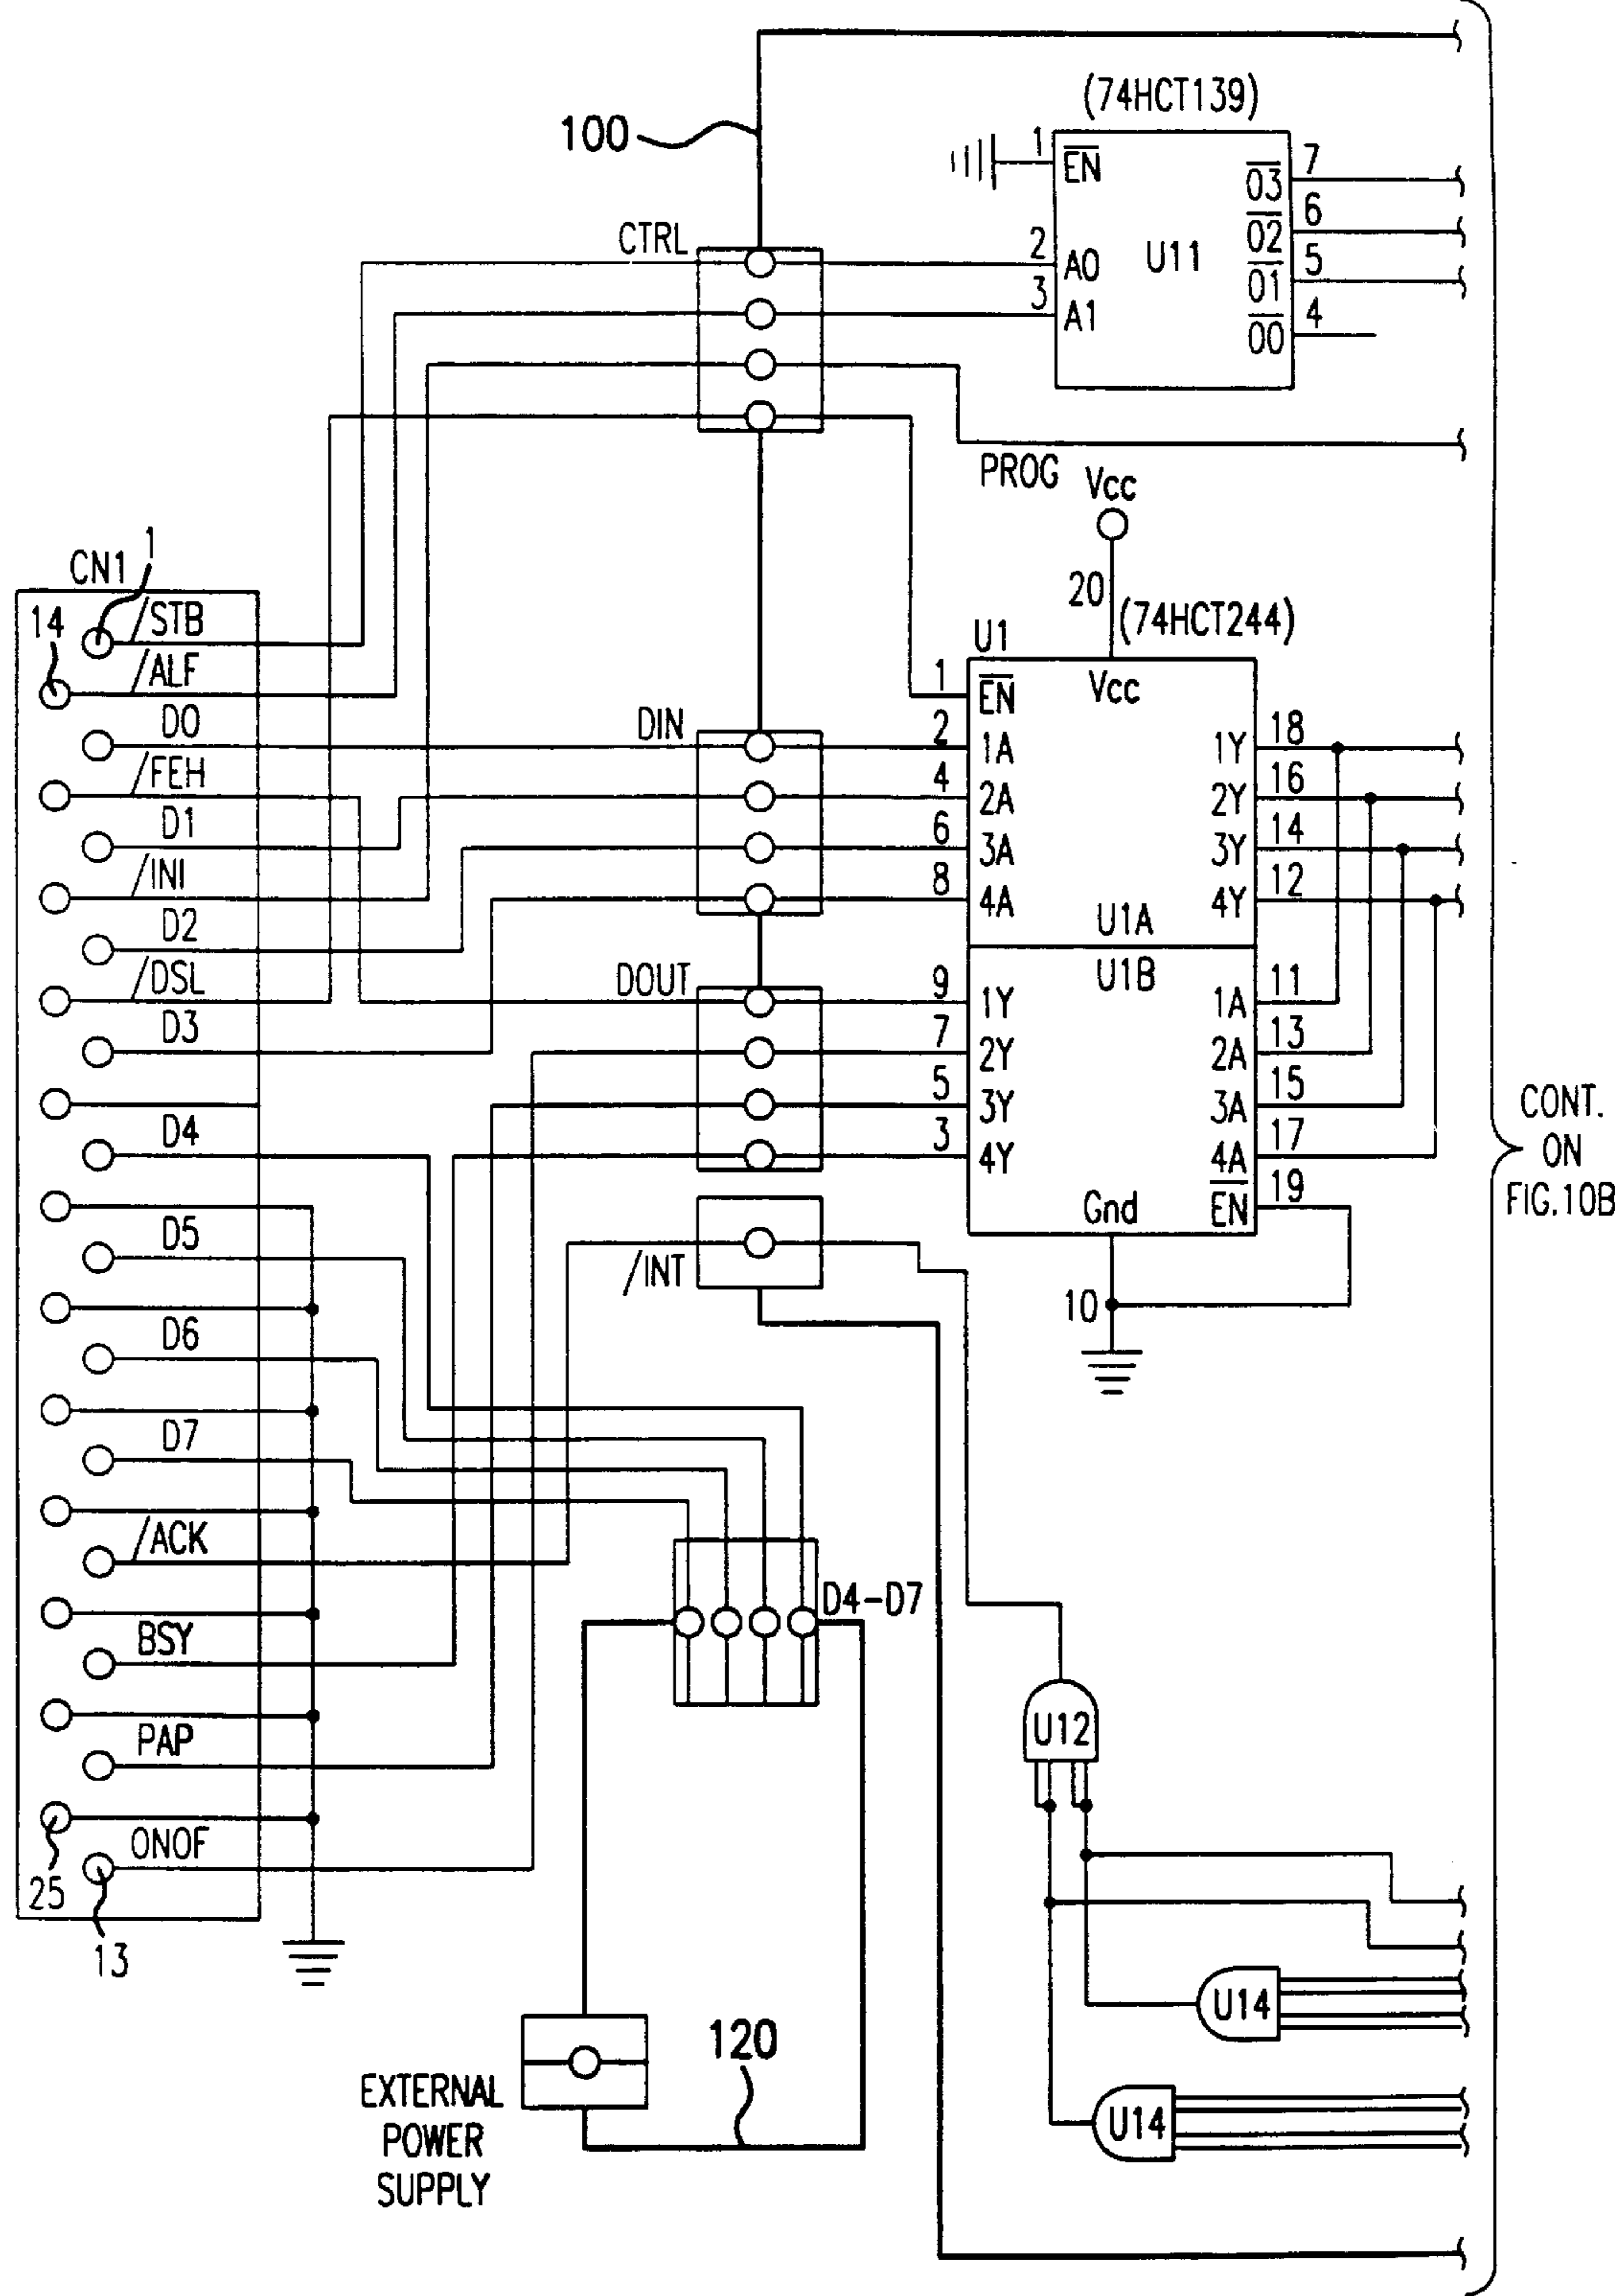 (74HCT139)
100
1
EN
O3
7
6
CTRL
2
A0
U11
O2
5
3
A1
O1
4
O0
PROG
Vcc
1
CN1
20
(74HCT244)
14
/STB
U1
/ALF
1
EN
Vcc
D0
DIN
2
1A
1Y
18
/FEH
4
2A
2Y
16
D1
6
3A
3Y
14
/INI
8
4A
4Y
12
U1A
D2
U1B
/DSL
DOUT
9
1Y
1A
11
D3
7
2Y
2A
13
5
3Y
3A
15
CONT.
ON
FIG.10B
D4
3
4Y
4A
17
19
Gnd
EN
D5
/INT
10
D6
D7
/ACK
D4-D7
BSY
U12
PAP
ONOF
25
13
U14
120
EXTERNAL
POWER
SUPPLY
U14